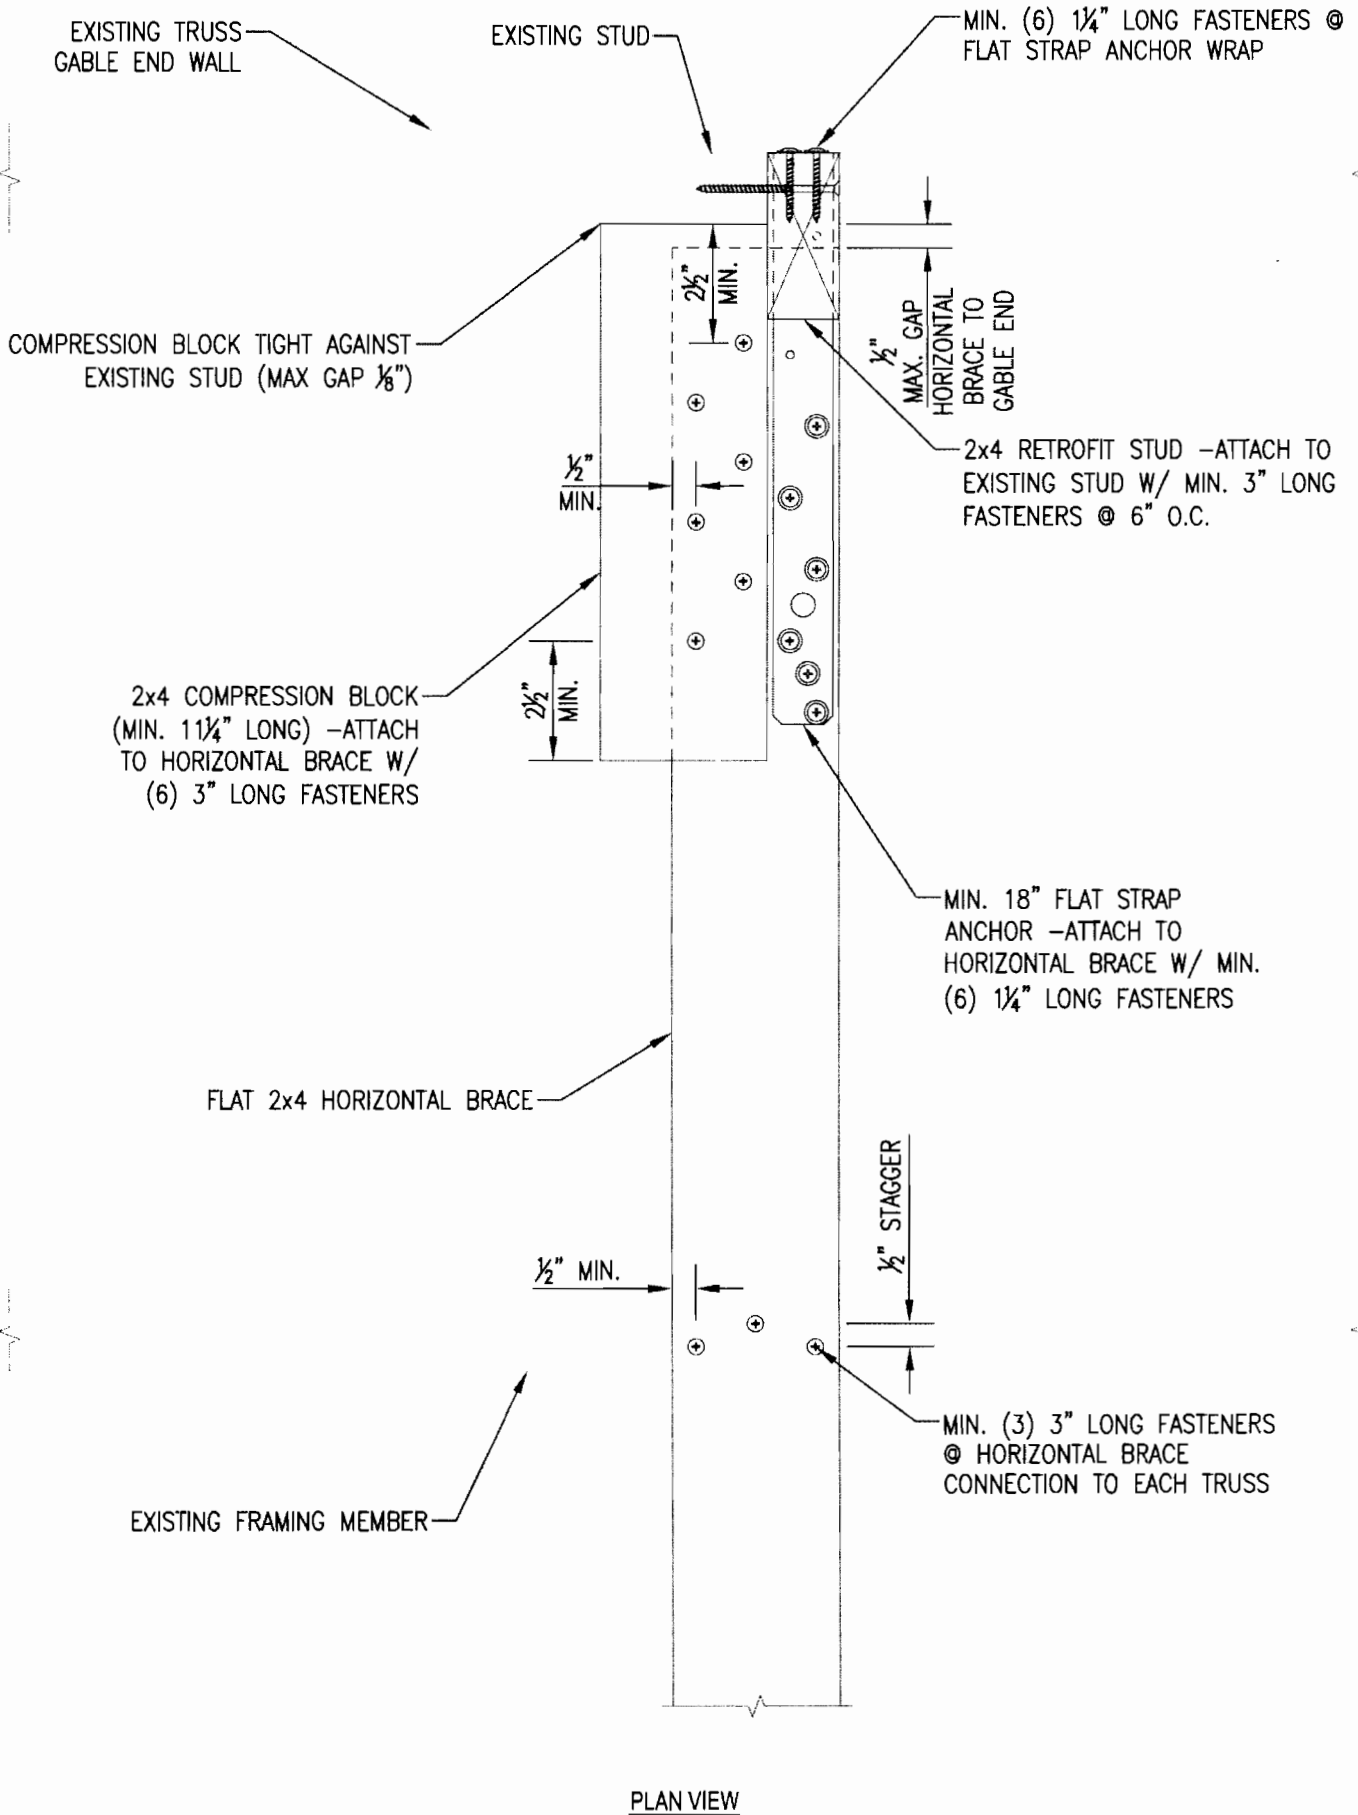 EXISTING TRUSS
GABLE END WALL
EXISTING STUD
MIN. (6) 1¼" LONG FASTENERS @
FLAT STRAP ANCHOR WRAP
2½"
MIN.
½"
MAX. GAP
HORIZONTAL
BRACE TO
GABLE END
COMPRESSION BLOCK TIGHT AGAINST
EXISTING STUD (MAX GAP ⅛")
2x4 RETROFIT STUD -ATTACH TO
EXISTING STUD W/ MIN. 3" LONG
FASTENERS @ 6" O.C.
½"
MIN.
2x4 COMPRESSION BLOCK
(MIN. 11¼" LONG) -ATTACH
TO HORIZONTAL BRACE W/
(6) 3" LONG FASTENERS
2½"
MIN.
MIN. 18" FLAT STRAP
ANCHOR -ATTACH TO
HORIZONTAL BRACE W/ MIN.
(6) 1¼" LONG FASTENERS
FLAT 2x4 HORIZONTAL BRACE
½" STAGGER
½" MIN.
MIN. (3) 3" LONG FASTENERS
@ HORIZONTAL BRACE
CONNECTION TO EACH TRUSS
EXISTING FRAMING MEMBER
PLAN VIEW